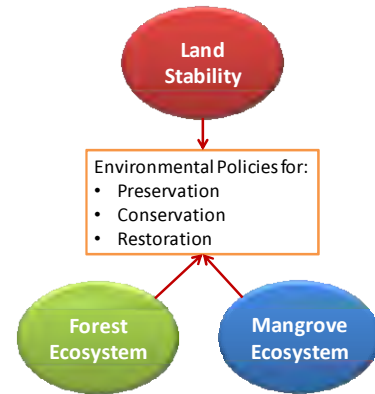 Land
Stability
Environmental Policies for:
• Preservation
• Conservation
• Restoration
Forest
Ecosystem
Mangrove
Ecosystem